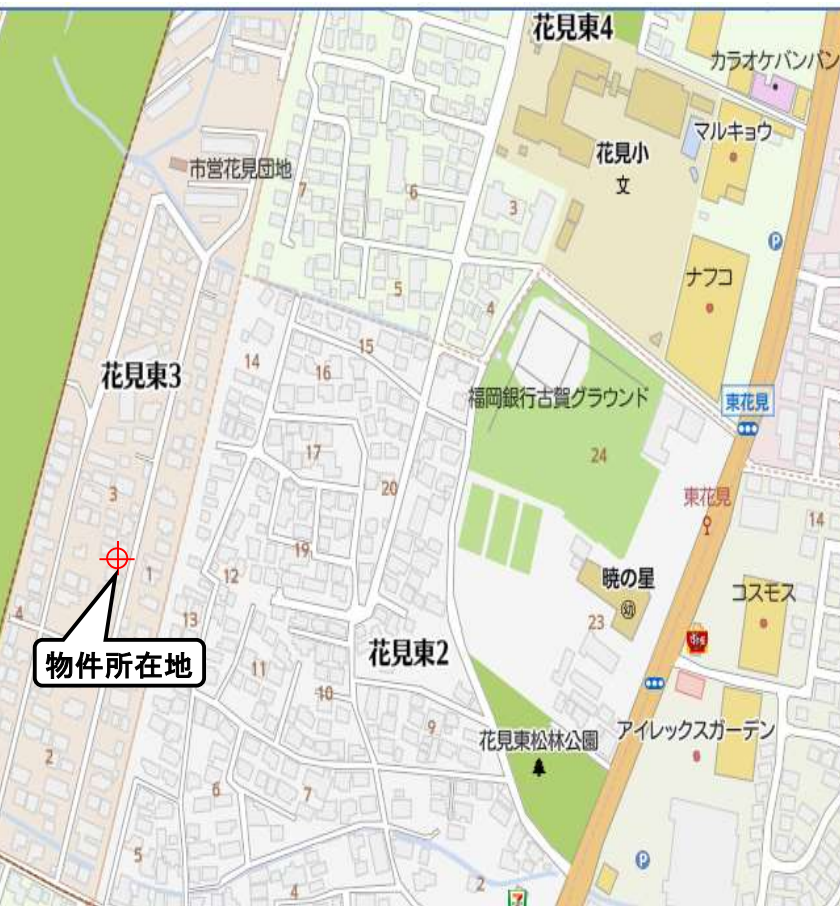 花見東4
カラオケバンバン
マルキョウ
花見小
文
市営花見団地
7
6
3
P
ナフコ
5
4
15
14
16
花見東3
福岡銀行古賀グラウンド
東花見
17
24
20
3
東花見
14
19
12
1
暁の星
幼
コスモス
4
13
23
物件所在地
花見東2
11
10
9
花見東松林公園
アイレックスガーデン
2
6
7
5
P
4
2
7